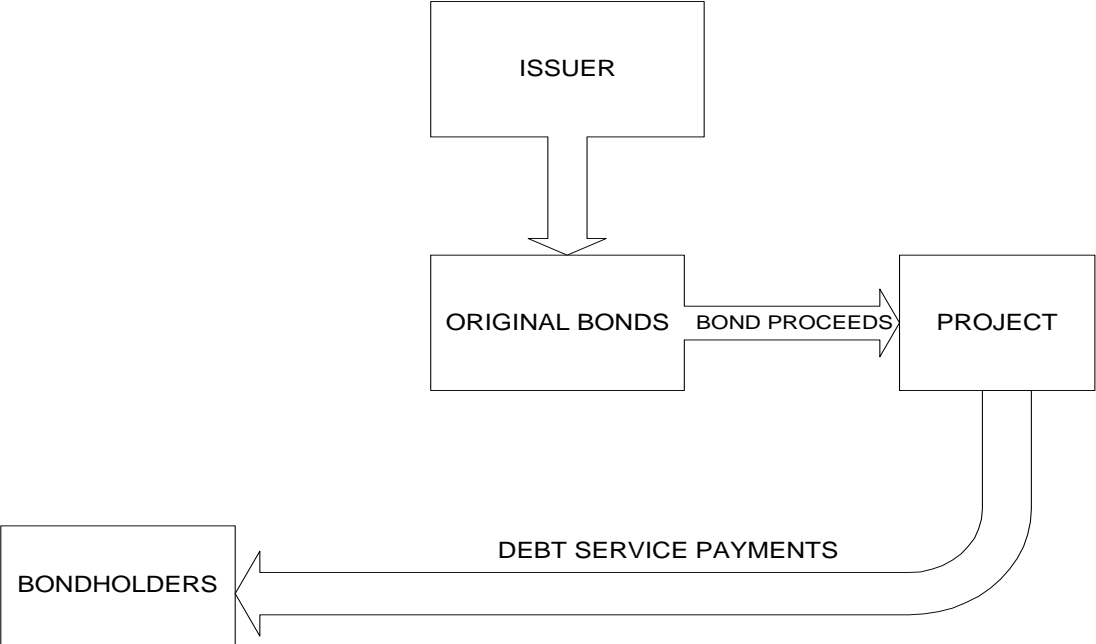 ISSUER
ORIGINAL BONDS
BOND PROCEEDS
PROJECT
DEBT SERVICE PAYMENTS
BONDHOLDERS